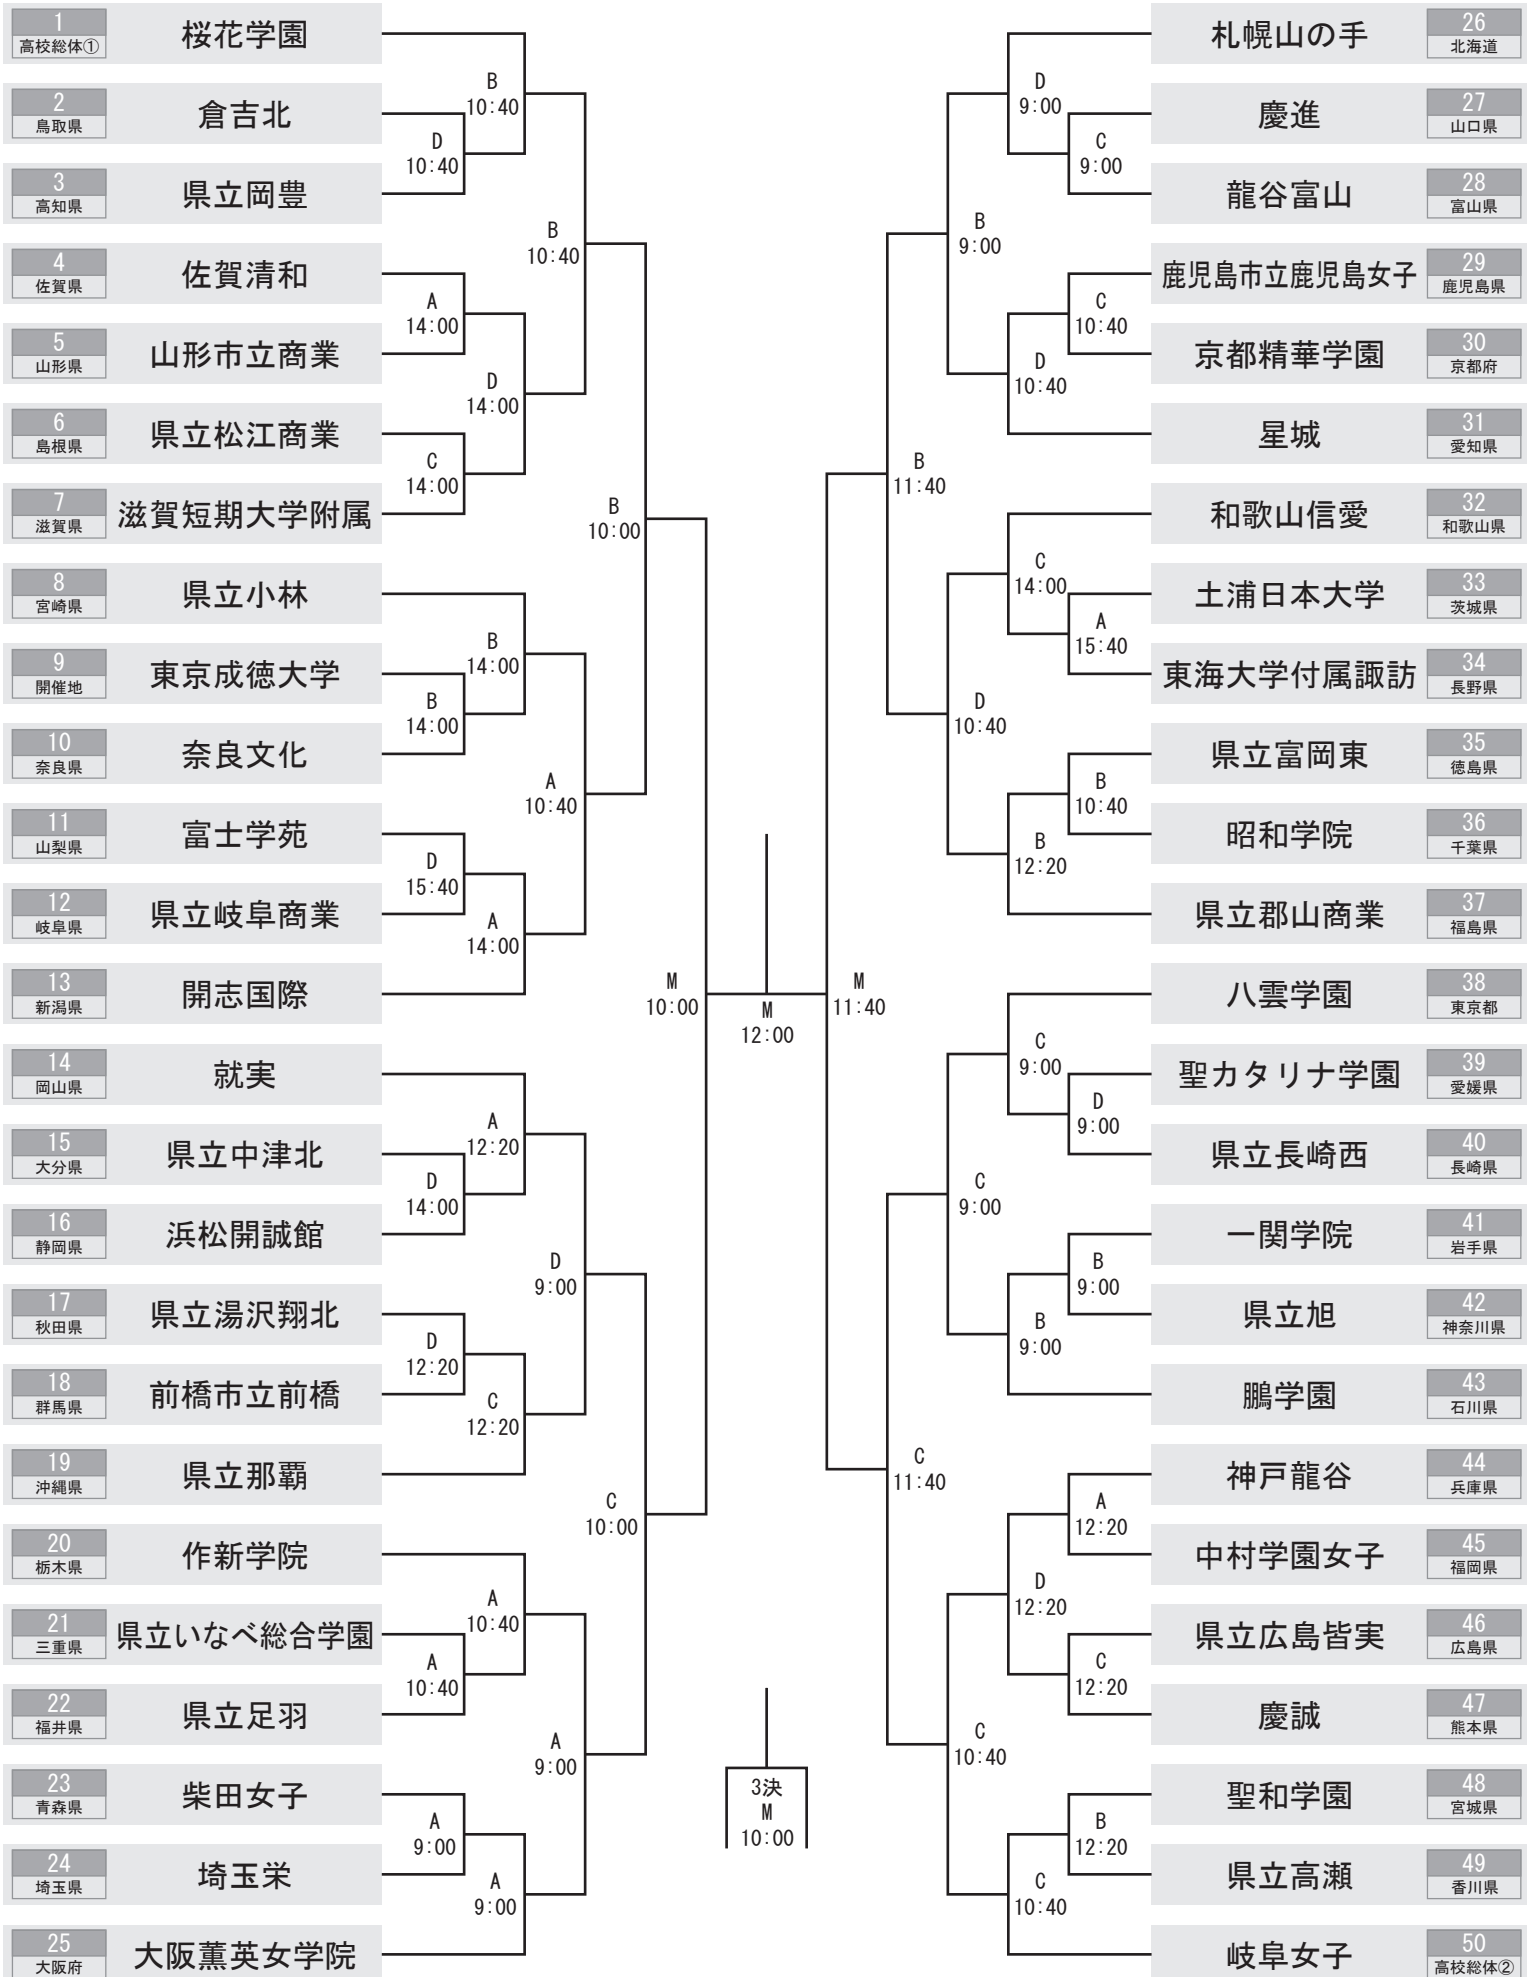 1
高校総体①
桜花学園
2
鳥取県
倉吉北
3
高知県
県立岡豊
4
佐賀県
佐賀清和
5
山形県
山形市立商業
6
島根県
県立松江商業
7
滋賀県
滋賀短期大学附属
8
宮崎県
県立小林
9
開催地
東京成徳大学
10
奈良県
奈良文化
11
山梨県
富士学苑
12
岐阜県
県立岐阜商業
13
新潟県
開志国際
14
岡山県
就実
15
大分県
県立中津北
16
静岡県
浜松開誠館
17
秋田県
県立湯沢翔北
18
群馬県
前橋市立前橋
19
沖縄県
県立那覇
20
栃木県
作新学院
21
三重県
県立いなべ総合学園
22
福井県
県立足羽
23
青森県
柴田女子
24
埼玉県
埼玉栄
25
大阪府
大阪薫英女学院
D
10:40
A
14:00
C
14:00
B
14:00
D
15:40
D
14:00
D
12:20
A
10:40
A
9:00
B
10:40
D
14:00
B
14:00
A
14:00
A
12:20
C
12:20
A
10:40
A
9:00
B
10:40
A
10:40
D
9:00
A
9:00
B
10:00
C
10:00
M
10:00
M
12:00
3決
M
10:00
M
11:40
B
11:40
C
11:40
B
9:00
D
10:40
C
9:00
C
10:40
D
9:00
D
10:40
C
14:00
B
12:20
C
9:00
B
9:00
D
12:20
C
10:40
C
9:00
C
10:40
A
15:40
B
10:40
D
9:00
B
9:00
A
12:20
C
12:20
B
12:20
札幌山の手
26
北海道
慶進
27
山口県
龍谷富山
28
富山県
鹿児島市立鹿児島女子
29
鹿児島県
京都精華学園
30
京都府
星城
31
愛知県
和歌山信愛
32
和歌山県
土浦日本大学
33
茨城県
東海大学付属諏訪
34
長野県
県立富岡東
35
徳島県
昭和学院
36
千葉県
県立郡山商業
37
福島県
八雲学園
38
東京都
聖カタリナ学園
39
愛媛県
県立長崎西
40
長崎県
一関学院
41
岩手県
県立旭
42
神奈川県
鵬学園
43
石川県
神戸龍谷
44
兵庫県
中村学園女子
45
福岡県
県立広島皆実
46
広島県
慶誠
47
熊本県
聖和学園
48
宮城県
県立高瀬
49
香川県
岐阜女子
50
高校総体②